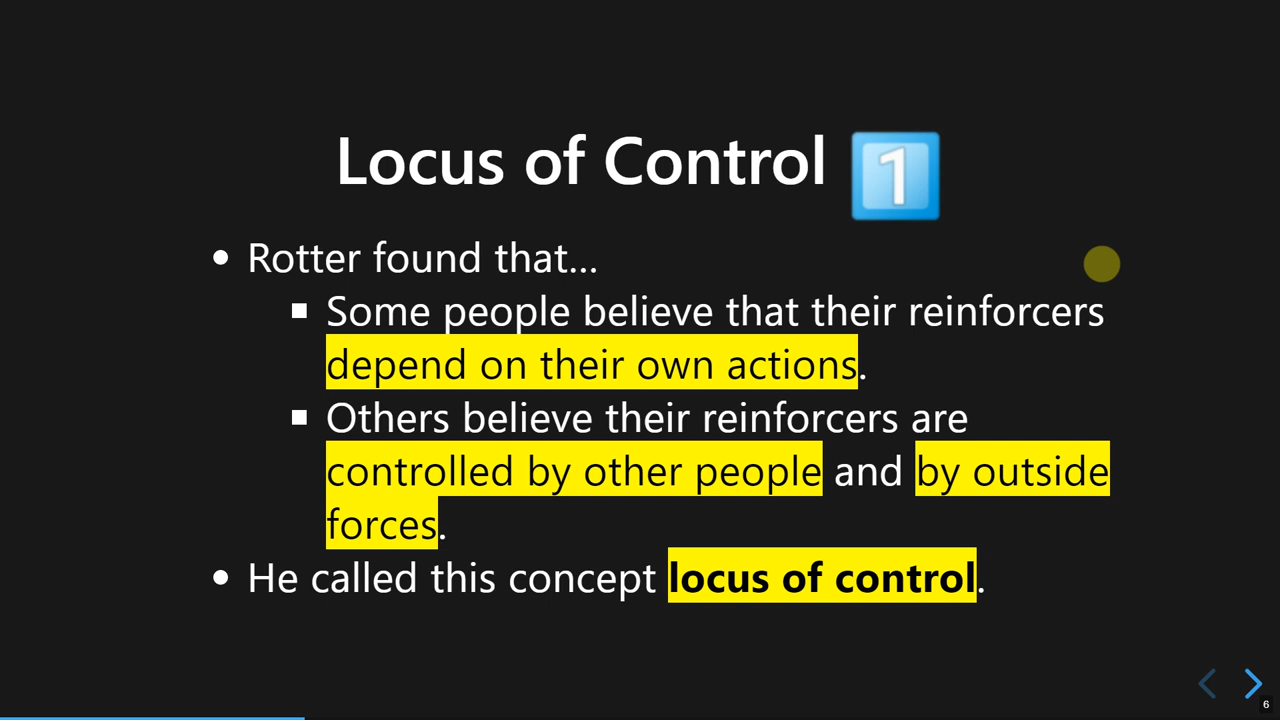 Locus of Control 1️⃣
• Rotter found that...
▪ Some people believe that their reinforcers
depend on their own actions.
▪ Others believe their reinforcers are
controlled by other people and by outside
forces.
• He called this concept locus of control.
6